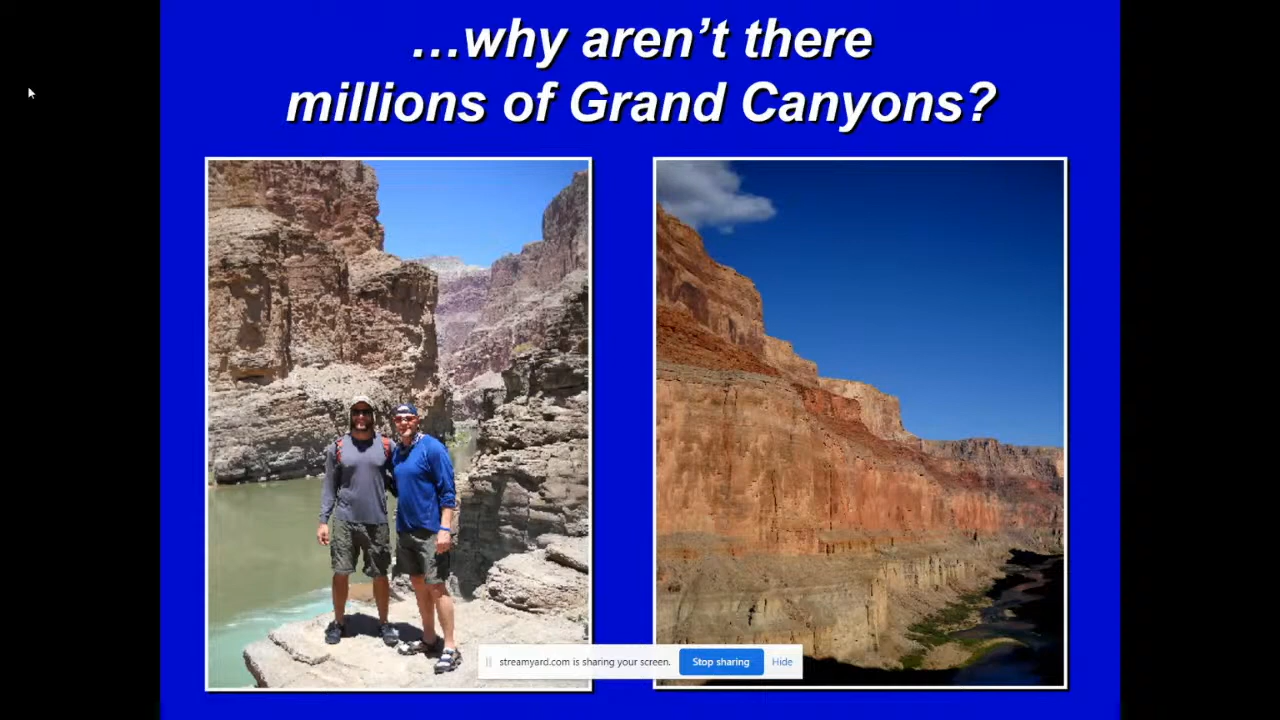 …why aren’t there
millions of Grand Canyons?
streamyard.com is sharing your screen. Stop sharing Hide